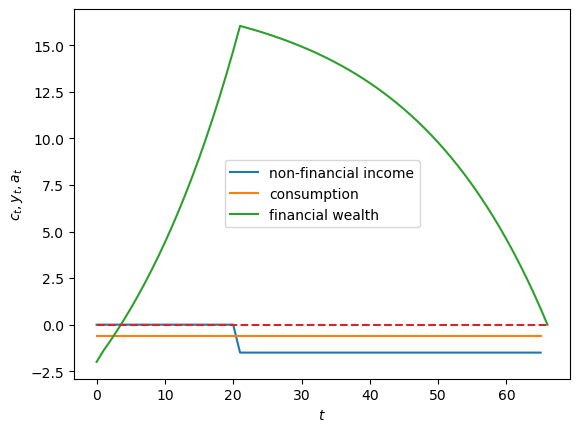 15.0
12.5
10.0
7.5
5.0
2.5
0.0
−2.5
c_t, y_t, a_t
non-financial income
consumption
financial wealth
0 10 20 30 40 50 60
t